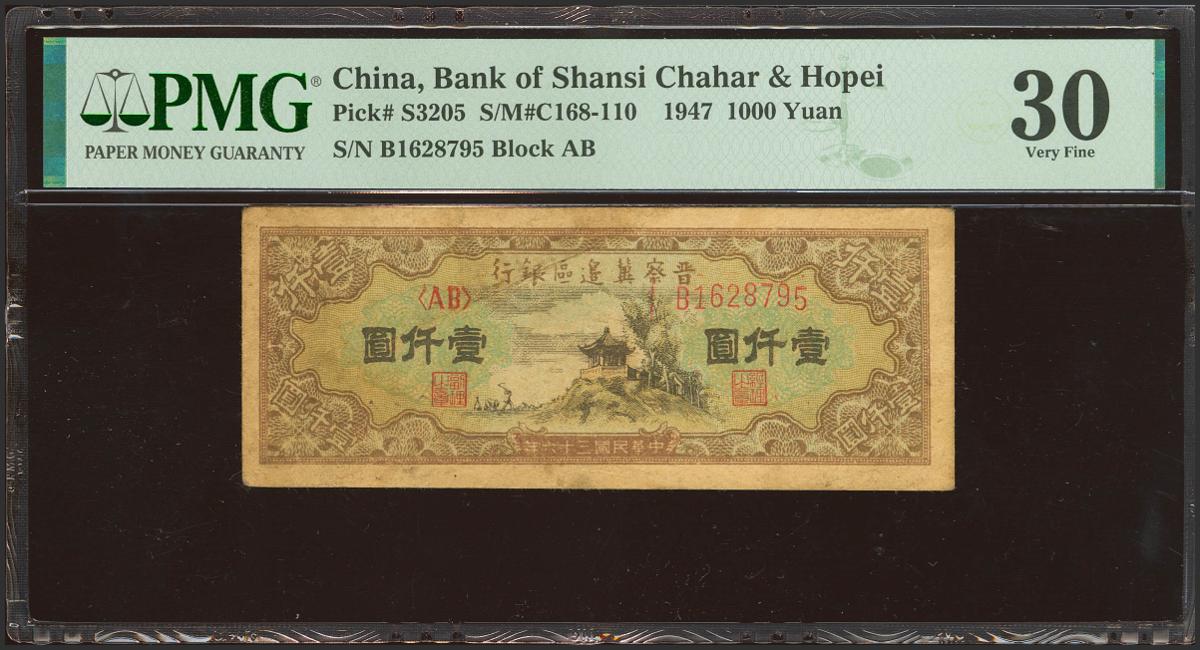 PMG®
PAPER MONEY GUARANTY
China, Bank of Shansi Chahar & Hopei
Pick# S3205 S/M#C168-110 1947 1000 Yuan
S/N B1628795 Block AB
30
Very Fine
行銀區邊冀察晋
〈AB〉
B1628795
圓仟壹
圓仟壹
年六十三國民華中
PMG